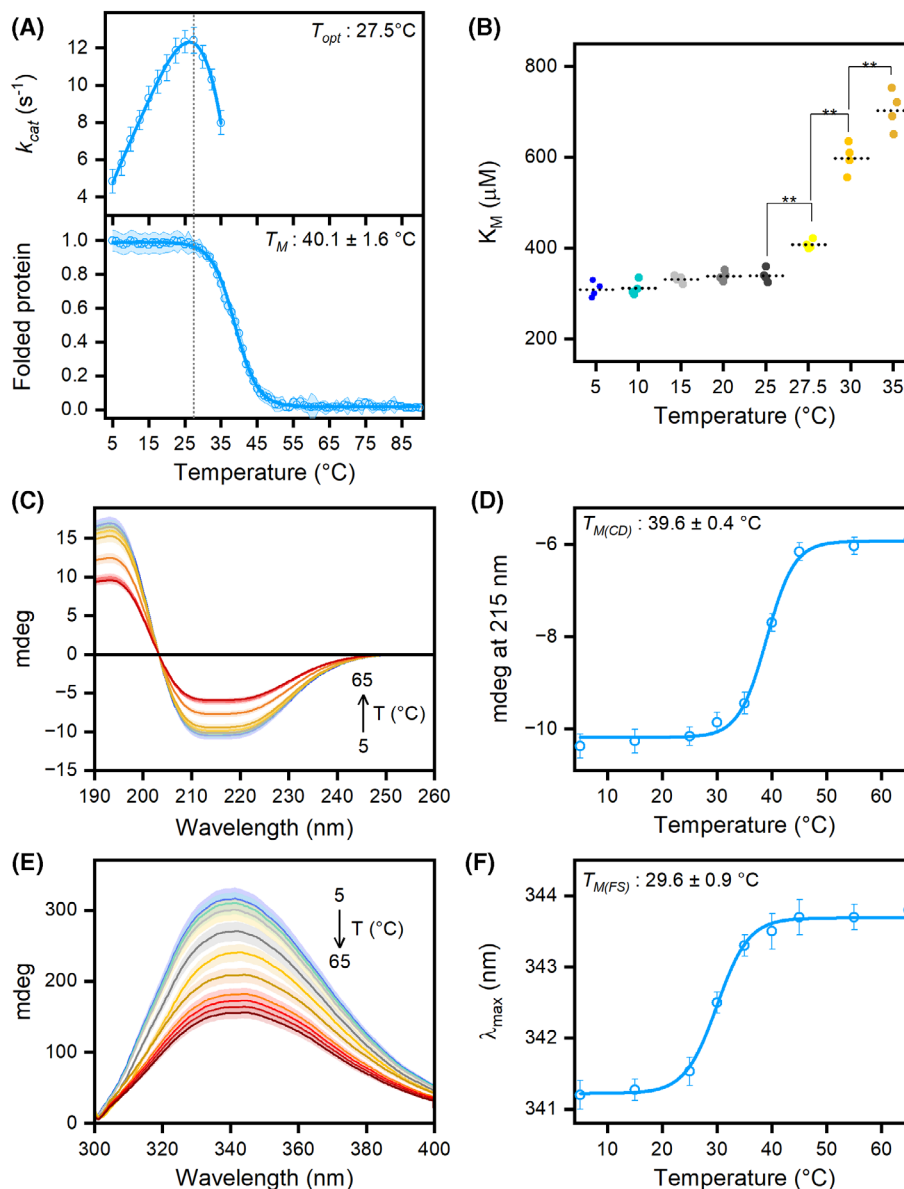 (A)
T_opt : 27.5°C
12
10
8
6
4
k_cat (s⁻¹)
T_M : 40.1 ± 1.6 °C
1.0
0.8
0.6
0.4
0.2
0.0
Folded protein
5 15 25 35 45 55 65 75 85
Temperature (°C)
(B)
** ** **
800
600
400
200
K_M (μM)
5 10 15 20 25 27.5 30 35
Temperature (°C)
(C)
15
10
5
0
−5
−10
−15
mdeg
65
T (°C)
5
190 200 210 220 230 240 250 260
Wavelength (nm)
(D)
T_M(CD) : 39.6 ± 0.4 °C
−6
−8
−10
mdeg at 215 nm
10 20 30 40 50 60
Temperature (°C)
(E)
5
T (°C)
65
300
200
100
0
mdeg
300 320 340 360 380 400
Wavelength (nm)
(F)
T_M(FS) : 29.6 ± 0.9 °C
344
343
342
341
λ_max (nm)
10 20 30 40 50 60
Temperature (°C)